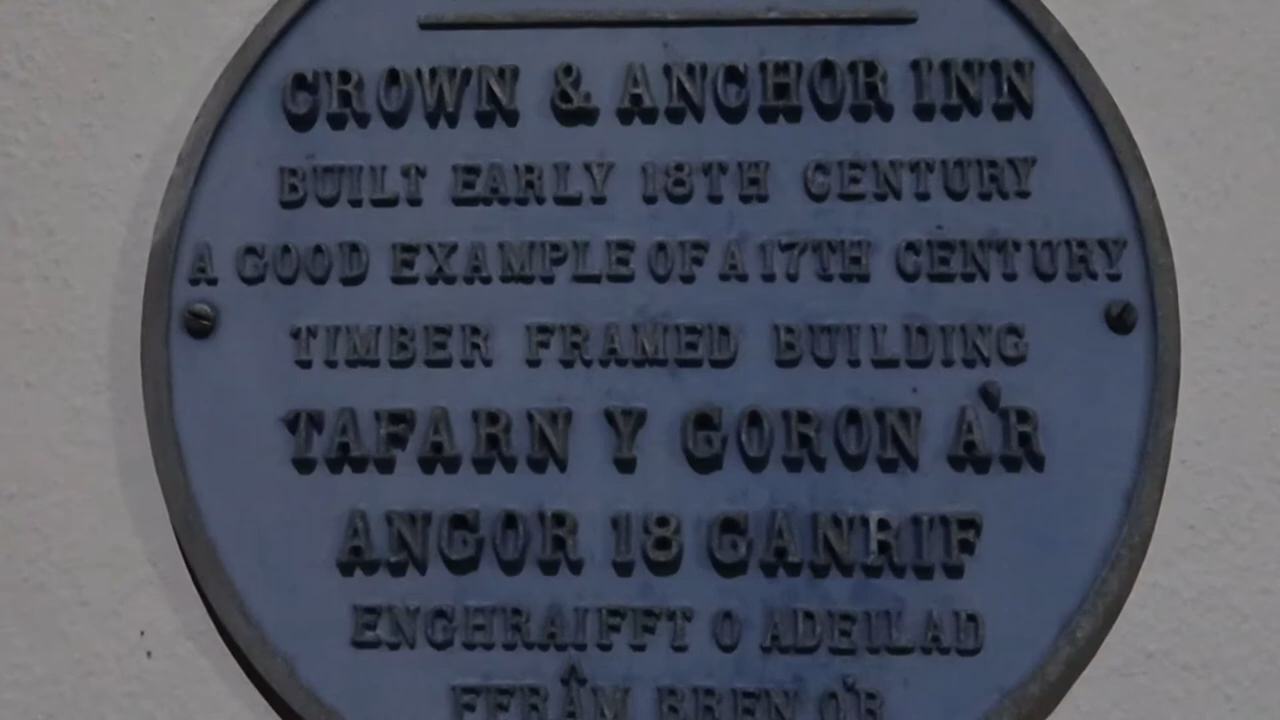 CROWN & ANCHOR INN
BUILT EARLY 18TH CENTURY
A GOOD EXAMPLE OF A 17TH CENTURY
TIMBER FRAMED BUILDING
TAFARN Y GORON A'R
ANGOR 18 GANRIF
ENGHRAIFFT O ADEILAD
FFRÂM BREN O'R